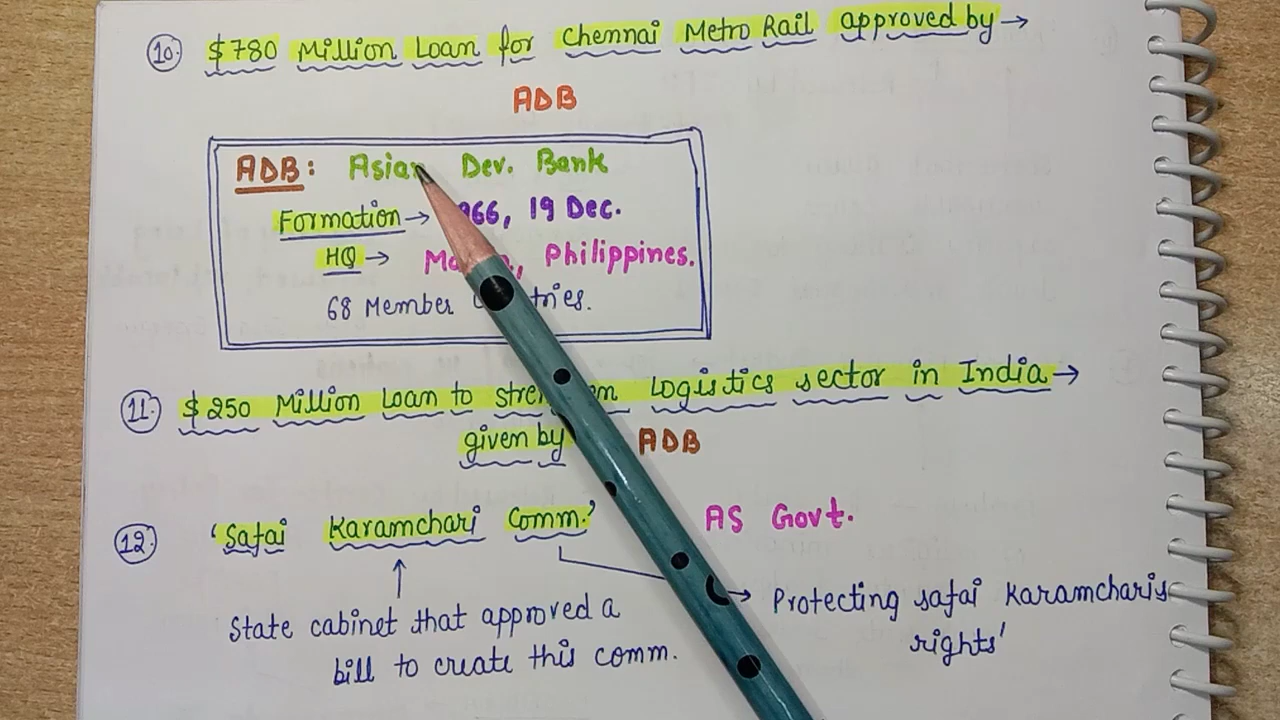 10. $780 Million Loan for Chennai Metro Rail approved by →
ADB
ADB: Asian Dev. Bank
Formation → 1966, 19 Dec.
HQ → Philippines.
68 Member
11. $250 Million Loan to Logistics sector in India →
given by ADB
12. 'Safai Karamchari Comm.' AS Govt.
→ Protecting safai Karamcharis
rights'
State cabinet that approved a
bill to create this comm.